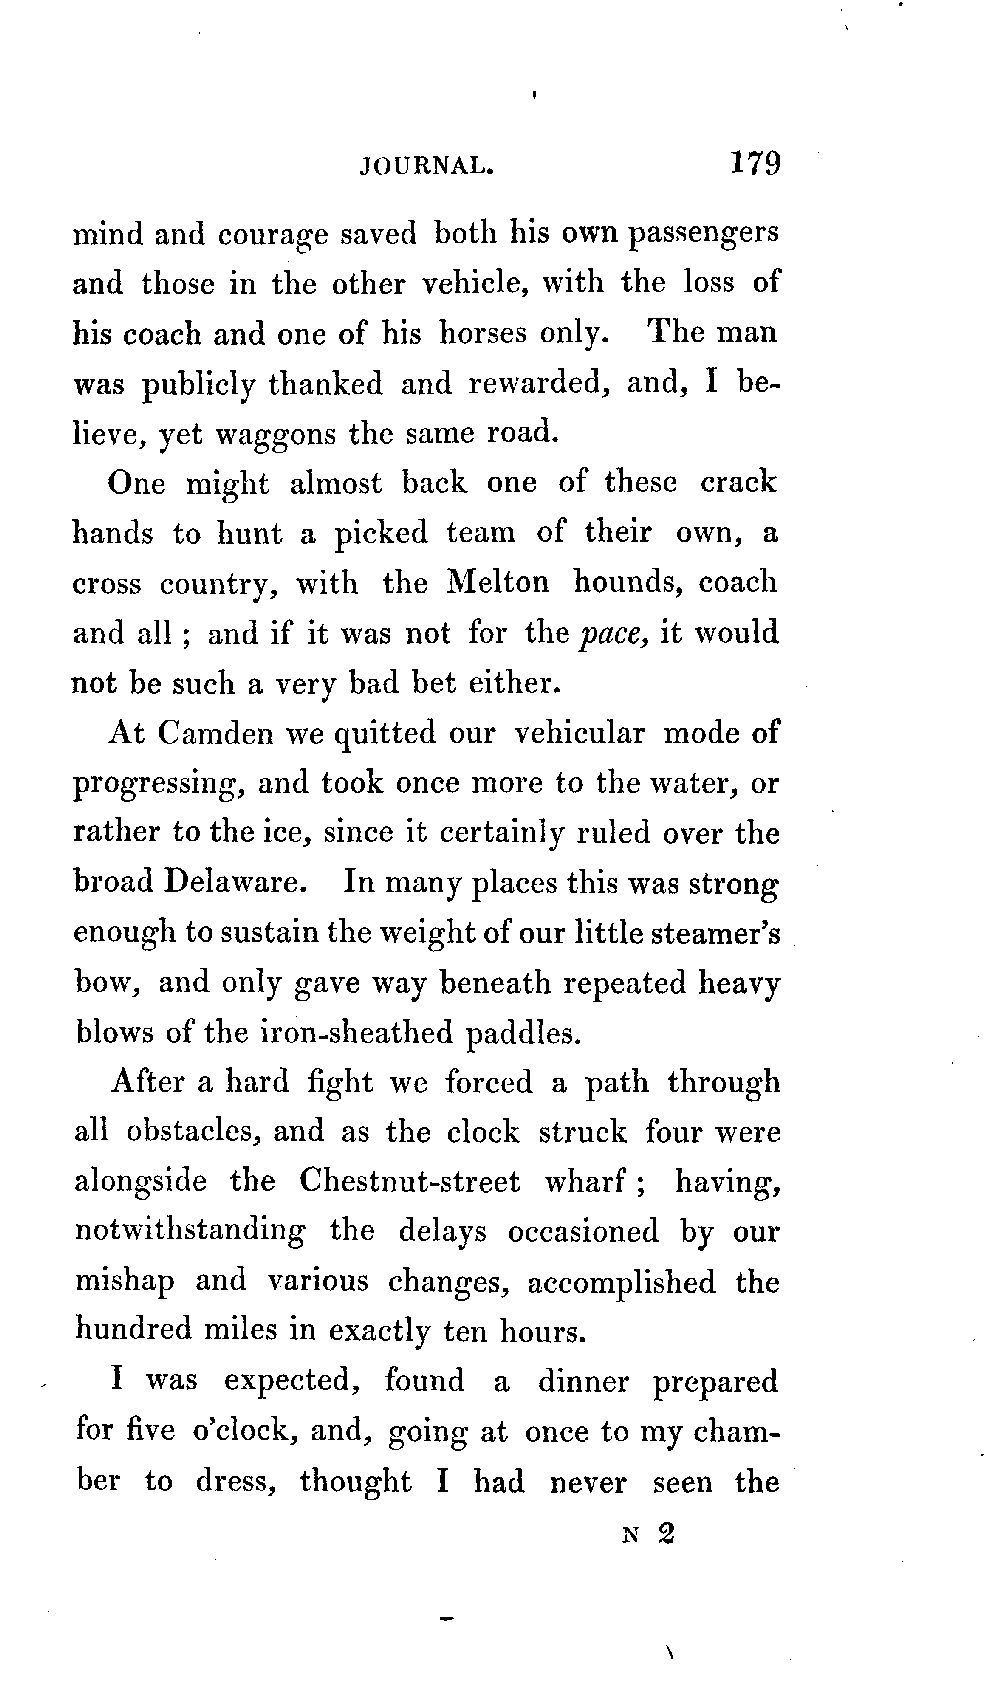 JOURNAL. 179
mind and courage saved both his own passengers
and those in the other vehicle, with the loss of
his coach and one of his horses only. The man
was publicly thanked and rewarded, and, I be-
lieve, yet waggons the same road.
One might almost back one of these crack
hands to hunt a picked team of their own, a
cross country, with the Melton hounds, coach
and all ; and if it was not for the pace, it would
not be such a very bad bet either.
At Camden we quitted our vehicular mode of
progressing, and took once more to the water, or
rather to the ice, since it certainly ruled over the
broad Delaware. In many places this was strong
enough to sustain the weight of our little steamer's
bow, and only gave way beneath repeated heavy
blows of the iron-sheathed paddles.
After a hard fight we forced a path through
all obstacles, and as the clock struck four were
alongside the Chestnut-street wharf ; having,
notwithstanding the delays occasioned by our
mishap and various changes, accomplished the
hundred miles in exactly ten hours.
I was expected, found a dinner prepared
for five o'clock, and, going at once to my cham-
ber to dress, thought I had never seen the
N 2